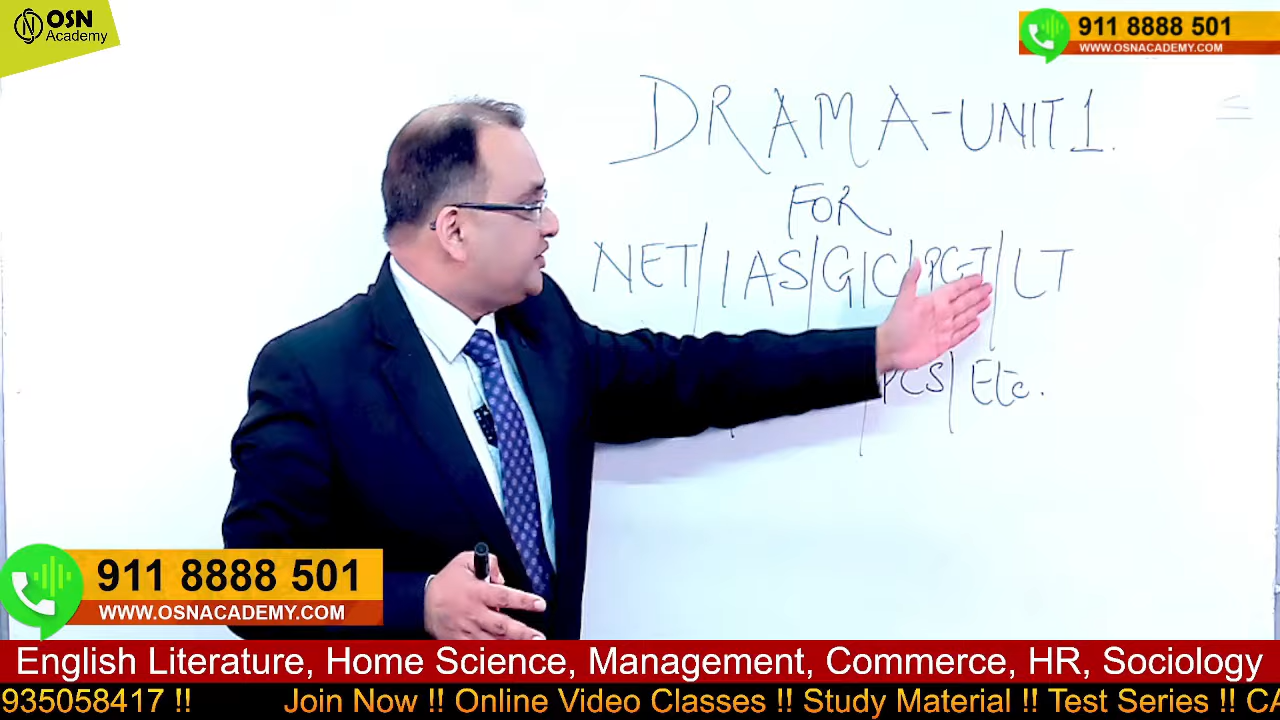 OSN
Academy
911 8888 501
WWW.OSNACADEMY.COM
DRAMA-UNIT 1.
FOR
NET/IAS/GIC/PGT/LT
PCS/Etc.
911 8888 501
WWW.OSNACADEMY.COM
English Literature, Home Science, Management, Commerce, HR, Sociology
935058417 !! Join Now !! Online Video Classes !! Study Material !! Test Series !! CA